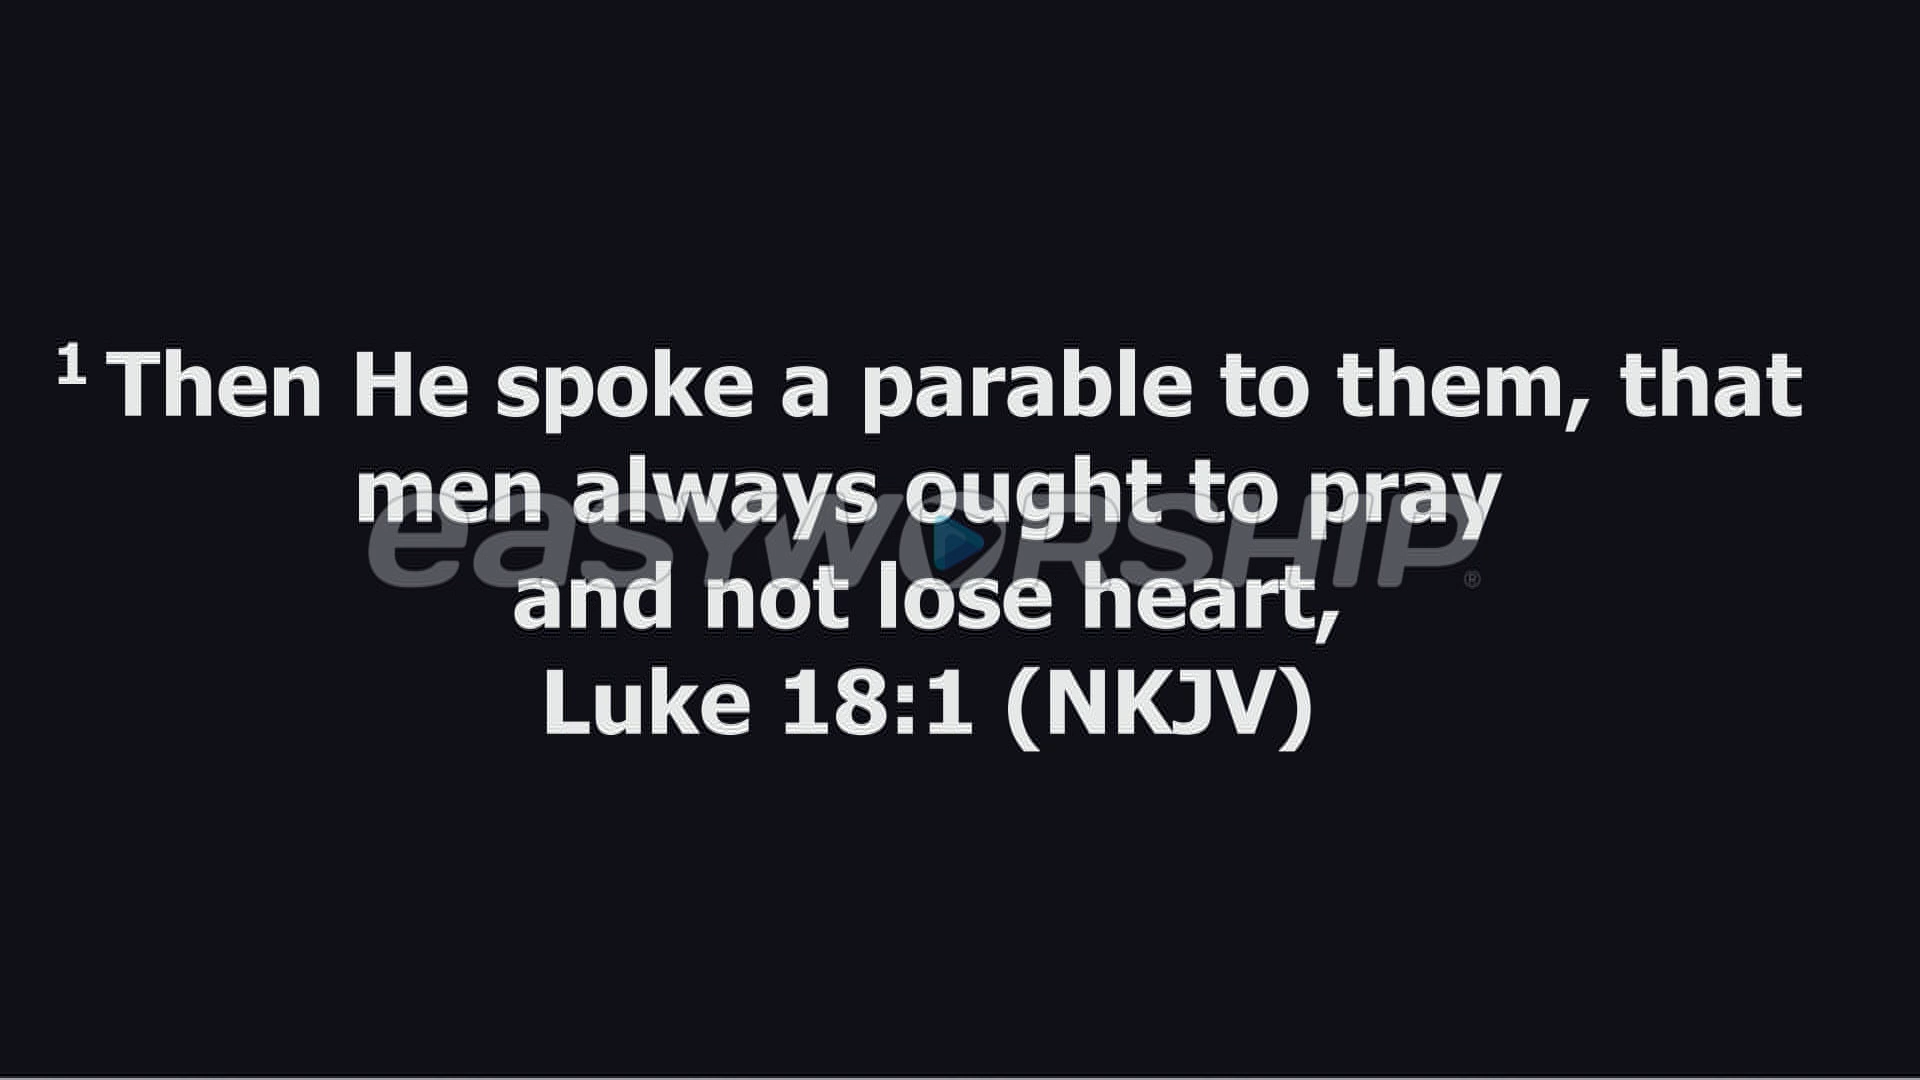 1 Then He spoke a parable to them, that
men always ought to pray
easyWORSHIP®
and not lose heart,
Luke 18:1 (NKJV)